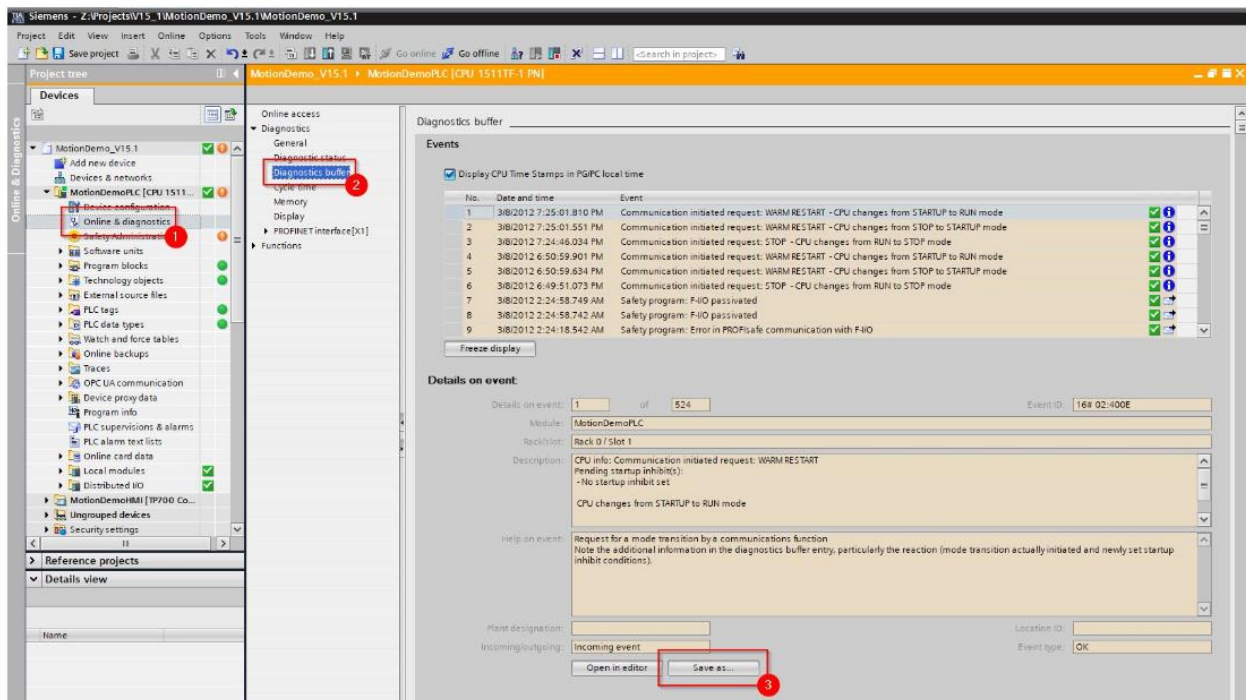 Siemens - Z:\Projects\V15_1\MotionDemo_V15.1\MotionDemo_V15.1
Project Edit View Insert Online Options Tools Window Help
Save project Go online Go offline <Search in project>
Project tree
MotionDemo_V15.1 ▸ MotionDemoPLC [CPU 1511TF-1 PN]
Devices
Online & Diagnostics
MotionDemo_V15.1
Add new device
Devices & networks
MotionDemoPLC [CPU 1511...
Device configuration
Online & diagnostics
1
Safety Administration
Software units
Program blocks
Technology objects
External source files
PLC tags
PLC data types
Watch and force tables
Online backups
Traces
OPC UA communication
Device proxy data
Program info
PLC supervisions & alarms
PLC alarm text lists
Online card data
Local modules
Distributed I/O
MotionDemoHMI [TP700 Co...
Ungrouped devices
Security settings
Reference projects
Details view
Name
Online access
Diagnostics
General
Diagnostic status
Diagnostics buffer
2
Cycle time
Memory
Display
PROFINET interface [X1]
Functions
Diagnostics buffer
Events
Display CPU Time Stamps in PG/PC local time
No. Date and time Event
1 3/8/2012 7:25:01.810 PM Communication initiated request: WARM RESTART - CPU changes from STARTUP to RUN mode
2 3/8/2012 7:25:01.551 PM Communication initiated request: WARM RESTART - CPU changes from STOP to STARTUP mode
3 3/8/2012 7:24:46.034 PM Communication initiated request: STOP - CPU changes from RUN to STOP mode
4 3/8/2012 6:50:59.901 PM Communication initiated request: WARM RESTART - CPU changes from STARTUP to RUN mode
5 3/8/2012 6:50:59.634 PM Communication initiated request: WARM RESTART - CPU changes from STOP to STARTUP mode
6 3/8/2012 6:49:51.073 PM Communication initiated request: STOP - CPU changes from RUN to STOP mode
7 3/8/2012 2:24:58.749 AM Safety program: F-I/O passivated
8 3/8/2012 2:24:58.742 AM Safety program: F-I/O passivated
9 3/8/2012 2:24:18.542 AM Safety program: Error in PROFIsafe communication with F-I/O
Freeze display
Details on event:
Details on event: 1 of 524 Event ID: 16# 02:400E
Module: MotionDemoPLC
Rack/slot: Rack 0 / Slot 1
Description: CPU info: Communication initiated request: WARM RESTART
Pending startup inhibit(s):
- No startup inhibit set
CPU changes from STARTUP to RUN mode
Help on event: Request for a mode transition by a communications function
Note the additional information in the diagnostics buffer entry, particularly the reaction (mode transition actually initiated and newly set startup
inhibit conditions).
Plant designation: Location ID:
Incoming/outgoing: Incoming event Event type: OK
Open in editor Save as...
3